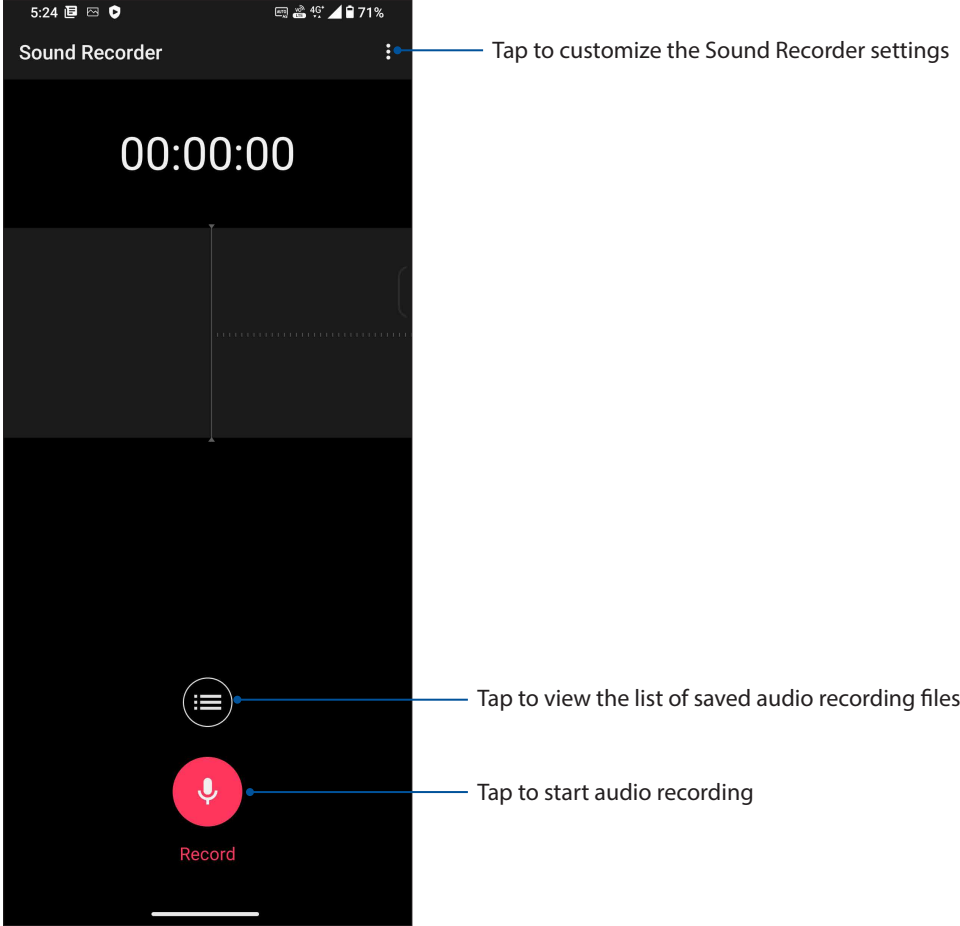 5:24 4G+ 71%
Sound Recorder
Tap to customize the Sound Recorder settings
00:00:00
Tap to view the list of saved audio recording files
Tap to start audio recording
Record